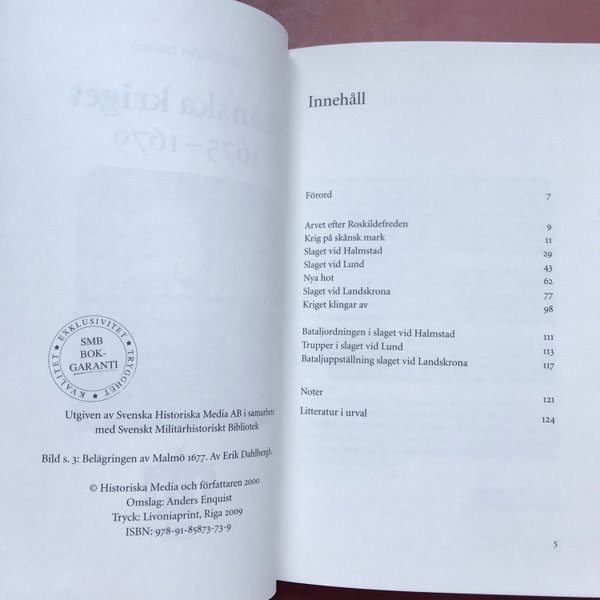 Skånska kriget
1675–1679
EXKLUSIVITET
TRYGGHET
KVALITET
SMB
BOK-
GARANTI
Utgiven av Svenska Historiska Media AB i samarbete
med Svenskt Militärhistoriskt Bibliotek
Bild s. 3: Belägringen av Malmö 1677. Av Erik Dahlbergh.
© Historiska Media och författaren 2000
Omslag: Anders Enquist
Tryck: Livoniaprint, Riga 2009
ISBN: 978-91-85873-73-9
Innehåll
Förord 7
Arvet efter Roskildefreden 9
Krig på skånsk mark 11
Slaget vid Halmstad 29
Slaget vid Lund 43
Nya hot 62
Slaget vid Landskrona 77
Kriget klingar av 98
Bataljordningen i slaget vid Halmstad 111
Trupper i slaget vid Lund 113
Bataljuppställning slaget vid Landskrona 117
Noter 121
Litteratur i urval 124
5